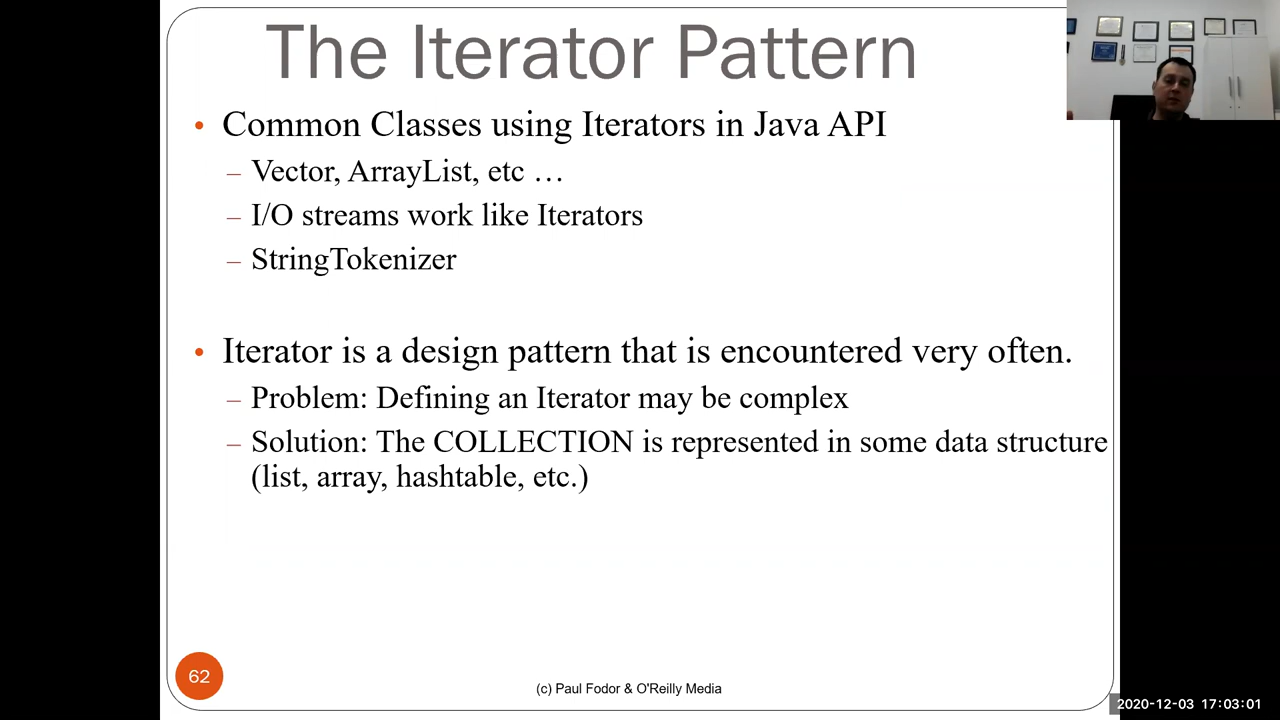 The Iterator Pattern
• Common Classes using Iterators in Java API
– Vector, ArrayList, etc …
– I/O streams work like Iterators
– StringTokenizer
• Iterator is a design pattern that is encountered very often.
– Problem: Defining an Iterator may be complex
– Solution: The COLLECTION is represented in some data structure
(list, array, hashtable, etc.)
62
(c) Paul Fodor & O'Reilly Media
2020-12-03 17:03:01